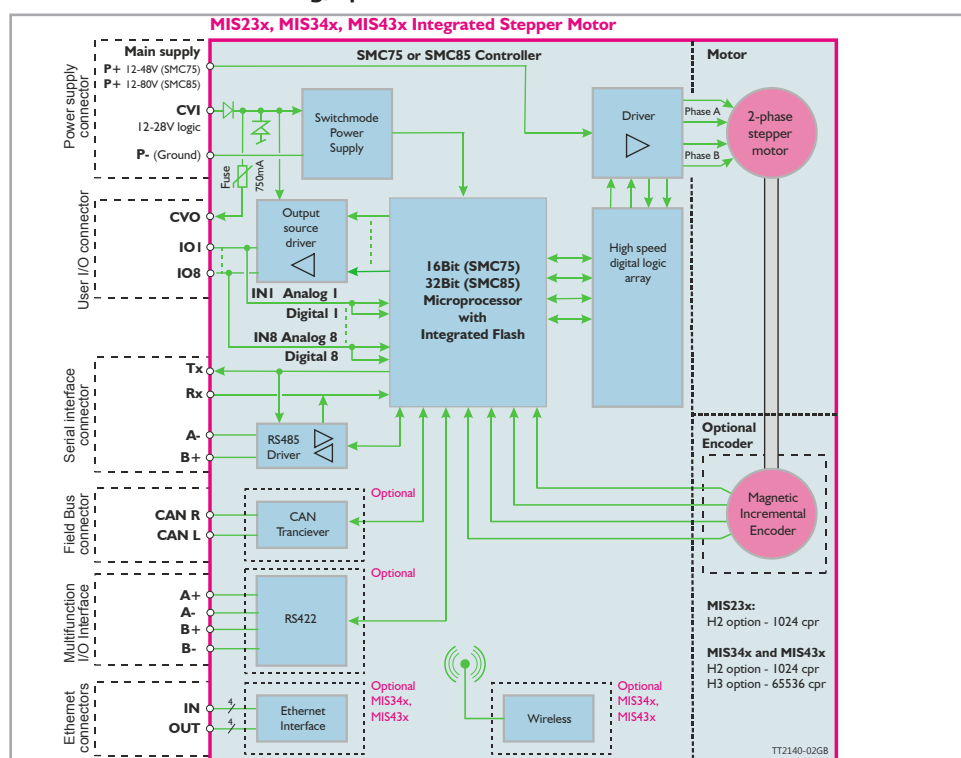 MIS23x, MIS34x, MIS43x Integrated Stepper Motor
Power supply
connector
Main supply
P+ 12-48V (SMC75)
P+ 12-80V (SMC85)
CVI
12-28V logic
P- (Ground)
SMC75 or SMC85 Controller
Motor
Switchmode
Power
Supply
Fuse
750mA
Driver
Phase A
Phase B
2-phase
stepper
motor
User I/O connector
CVO
IO1
IO8
Output
source
driver
IN1 Analog 1
Digital 1
IN8 Analog 8
Digital 8
16Bit (SMC75)
32Bit (SMC85)
Microprocessor
with
Integrated Flash
High speed
digital logic
array
Serial interface
connector
Tx
Rx
A-
B+
RS485
Driver
Optional
Encoder
Magnetic
Incremental
Encoder
Field Bus
connector
CAN R
CAN L
CAN
Tranciever
Optional
Multifunction
I/O Interface
A+
A-
B+
B-
RS422
Optional
MIS23x:
H2 option - 1024 cpr
MIS34x and MIS43x
H2 option - 1024 cpr
H3 option - 65536 cpr
Ethernet
connectors
IN
OUT
4
4
Ethernet
Interface
Optional
MIS34x,
MIS43x
Wireless
Optional
MIS34x,
MIS43x
TT2140-02GB